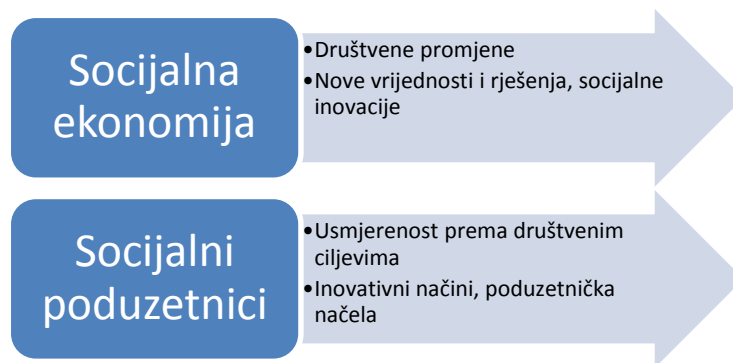 Socijalna
ekonomija
•Društvene promjene
•Nove vrijednosti i rješenja, socijalne
inovacije
Socijalni
poduzetnici
•Usmjerenost prema društvenim
ciljevima
•Inovativni načini, poduzetnička
načela